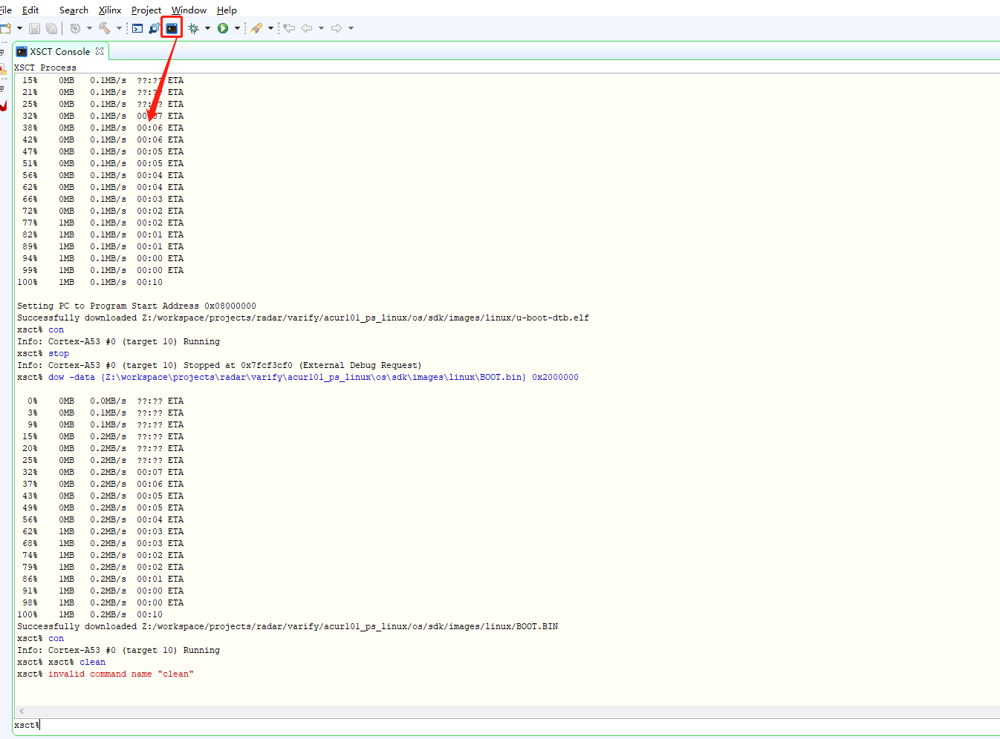 File Edit Search Xilinx Project Window Help
XSCT Console
XSCT Process
15% 0MB 0.1MB/s ??:?? ETA
21% 0MB 0.1MB/s ??:?? ETA
25% 0MB 0.1MB/s ??:?? ETA
32% 0MB 0.1MB/s 00:07 ETA
38% 0MB 0.1MB/s 00:06 ETA
42% 0MB 0.1MB/s 00:06 ETA
47% 0MB 0.1MB/s 00:05 ETA
51% 0MB 0.1MB/s 00:05 ETA
56% 0MB 0.1MB/s 00:04 ETA
62% 0MB 0.1MB/s 00:04 ETA
66% 0MB 0.1MB/s 00:03 ETA
72% 0MB 0.1MB/s 00:02 ETA
77% 1MB 0.1MB/s 00:02 ETA
82% 1MB 0.1MB/s 00:01 ETA
89% 1MB 0.1MB/s 00:01 ETA
94% 1MB 0.1MB/s 00:00 ETA
99% 1MB 0.1MB/s 00:00 ETA
100% 1MB 0.1MB/s 00:10
Setting PC to Program Start Address 0x08000000
Successfully downloaded Z:/workspace/projects/radar/varify/acur101_ps_linux/os/sdk/images/linux/u-boot-dtb.elf
xsct% con
Info: Cortex-A53 #0 (target 10) Running
xsct% stop
Info: Cortex-A53 #0 (target 10) Stopped at 0x7fcf3cf0 (External Debug Request)
xsct% dow -data {Z:\workspace\projects\radar\varify\acur101_ps_linux\os\sdk\images\linux\BOOT.bin} 0x2000000
0% 0MB 0.0MB/s ??:?? ETA
3% 0MB 0.1MB/s ??:?? ETA
9% 0MB 0.1MB/s ??:?? ETA
15% 0MB 0.2MB/s ??:?? ETA
20% 0MB 0.2MB/s ??:?? ETA
25% 0MB 0.2MB/s ??:?? ETA
32% 0MB 0.2MB/s 00:07 ETA
37% 0MB 0.2MB/s 00:06 ETA
43% 0MB 0.2MB/s 00:05 ETA
49% 0MB 0.2MB/s 00:05 ETA
56% 0MB 0.2MB/s 00:04 ETA
62% 1MB 0.2MB/s 00:03 ETA
68% 1MB 0.2MB/s 00:03 ETA
74% 1MB 0.2MB/s 00:02 ETA
79% 1MB 0.2MB/s 00:02 ETA
86% 1MB 0.2MB/s 00:01 ETA
91% 1MB 0.2MB/s 00:00 ETA
98% 1MB 0.2MB/s 00:00 ETA
100% 1MB 0.2MB/s 00:10
Successfully downloaded Z:/workspace/projects/radar/varify/acur101_ps_linux/os/sdk/images/linux/BOOT.BIN
xsct% con
Info: Cortex-A53 #0 (target 10) Running
xsct% xsct% clean
xsct% invalid command name "clean"
xsct%